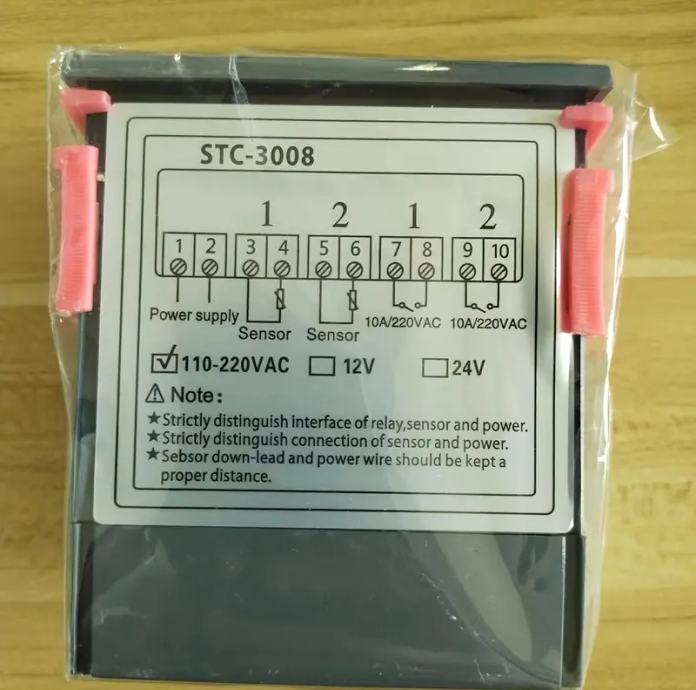 STC-3008
1 2 1 2
1 2 3 4 5 6 7 8 9 10
Power supply
Sensor Sensor 10A/220VAC 10A/220VAC
110-220VAC 12V 24V
Note:
★Strictly distinguish interface of relay,sensor and power.
★Strictly distinguish connection of sensor and power.
★Sebsor down-lead and power wire should be kept a
proper distance.